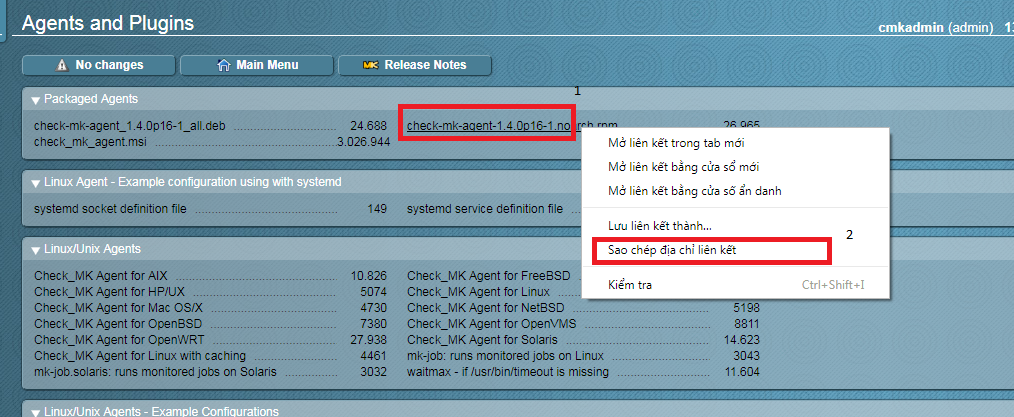 Agents and Plugins
cmkadmin (admin) 13
No changes Main Menu Release Notes
1
Packaged Agents
check-mk-agent_1.4.0p16-1_all.deb 24.688 check-mk-agent-1.4.0p16-1.noarch.rpm 26.965
check_mk_agent.msi 3.026.944
Mở liên kết trong tab mới
Mở liên kết bằng cửa sổ mới
Mở liên kết bằng cửa sổ ẩn danh
Lưu liên kết thành...
2
Sao chép địa chỉ liên kết
Kiểm tra Ctrl+Shift+I
Linux Agent - Example configuration using with systemd
systemd socket definition file 149 systemd service definition file
Linux/Unix Agents
Check_MK Agent for AIX 10.826 Check_MK Agent for FreeBSD
Check_MK Agent for HP/UX 5074 Check_MK Agent for Linux
Check_MK Agent for Mac OS/X 4730 Check_MK Agent for NetBSD 5198
Check_MK Agent for OpenBSD 7380 Check_MK Agent for OpenVMS 8811
Check_MK Agent for OpenWRT 27.938 Check_MK Agent for Solaris 14.623
Check_MK Agent for Linux with caching 4461 mk-job: runs monitored jobs on Linux 3043
mk-job.solaris: runs monitored jobs on Solaris 3032 waitmax - if /usr/bin/timeout is missing 11.604
Linux/Unix Agents - Example Configurations